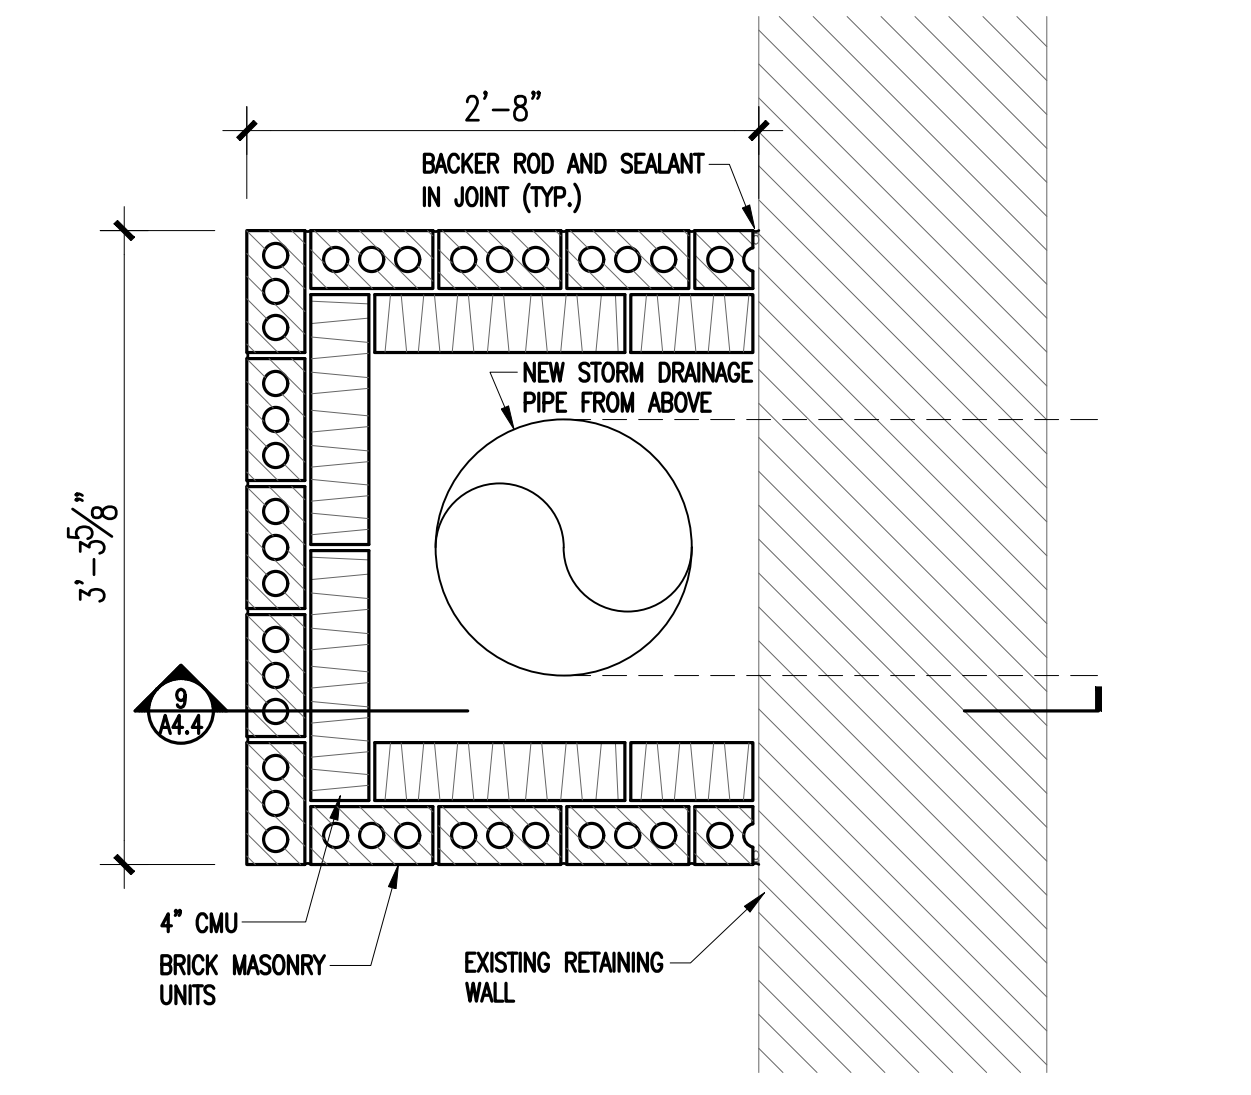 2'-8"
BACKER ROD AND SEALANT
IN JOINT (TYP.)
NEW STORM DRAINAGE
PIPE FROM ABOVE
3'-35/8"
9
A4.4
4" CMU
BRICK MASONRY
UNITS
EXISTING RETAINING
WALL